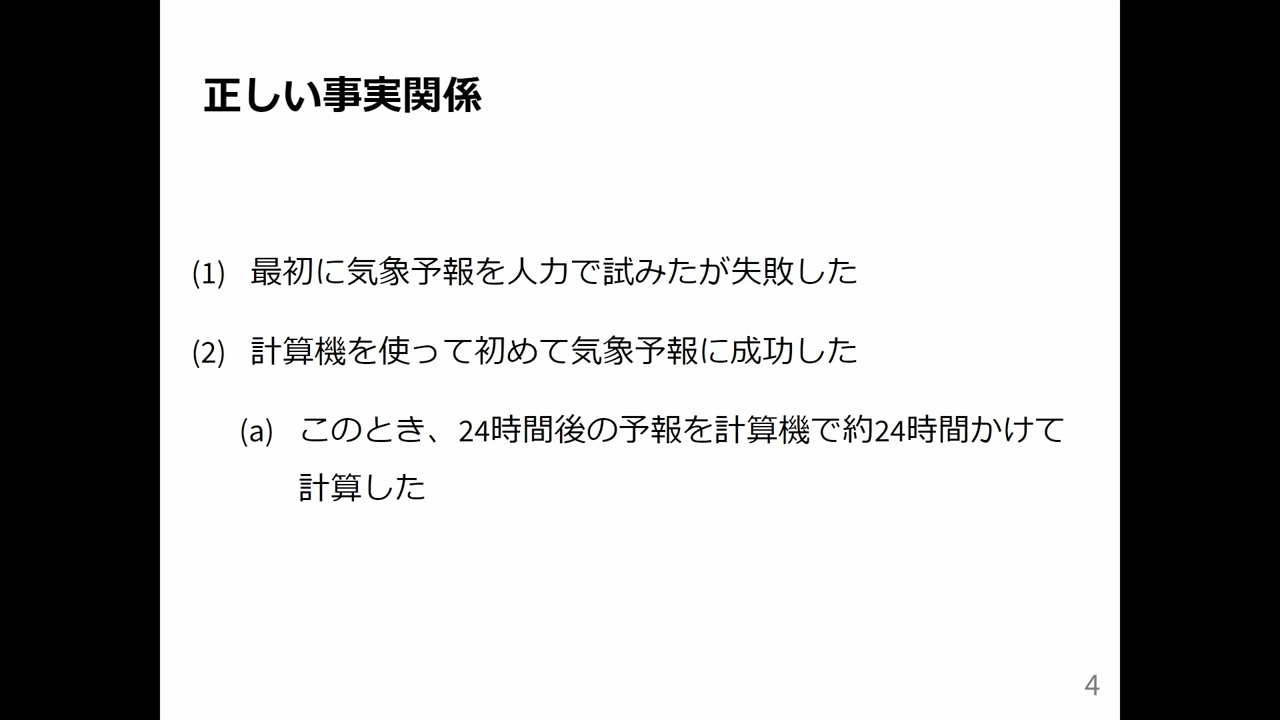 正しい事実関係
(1) 最初に気象予報を人力で試みたが失敗した
(2) 計算機を使って初めて気象予報に成功した
(a) このとき、24時間後の予報を計算機で約24時間かけて
計算した
4